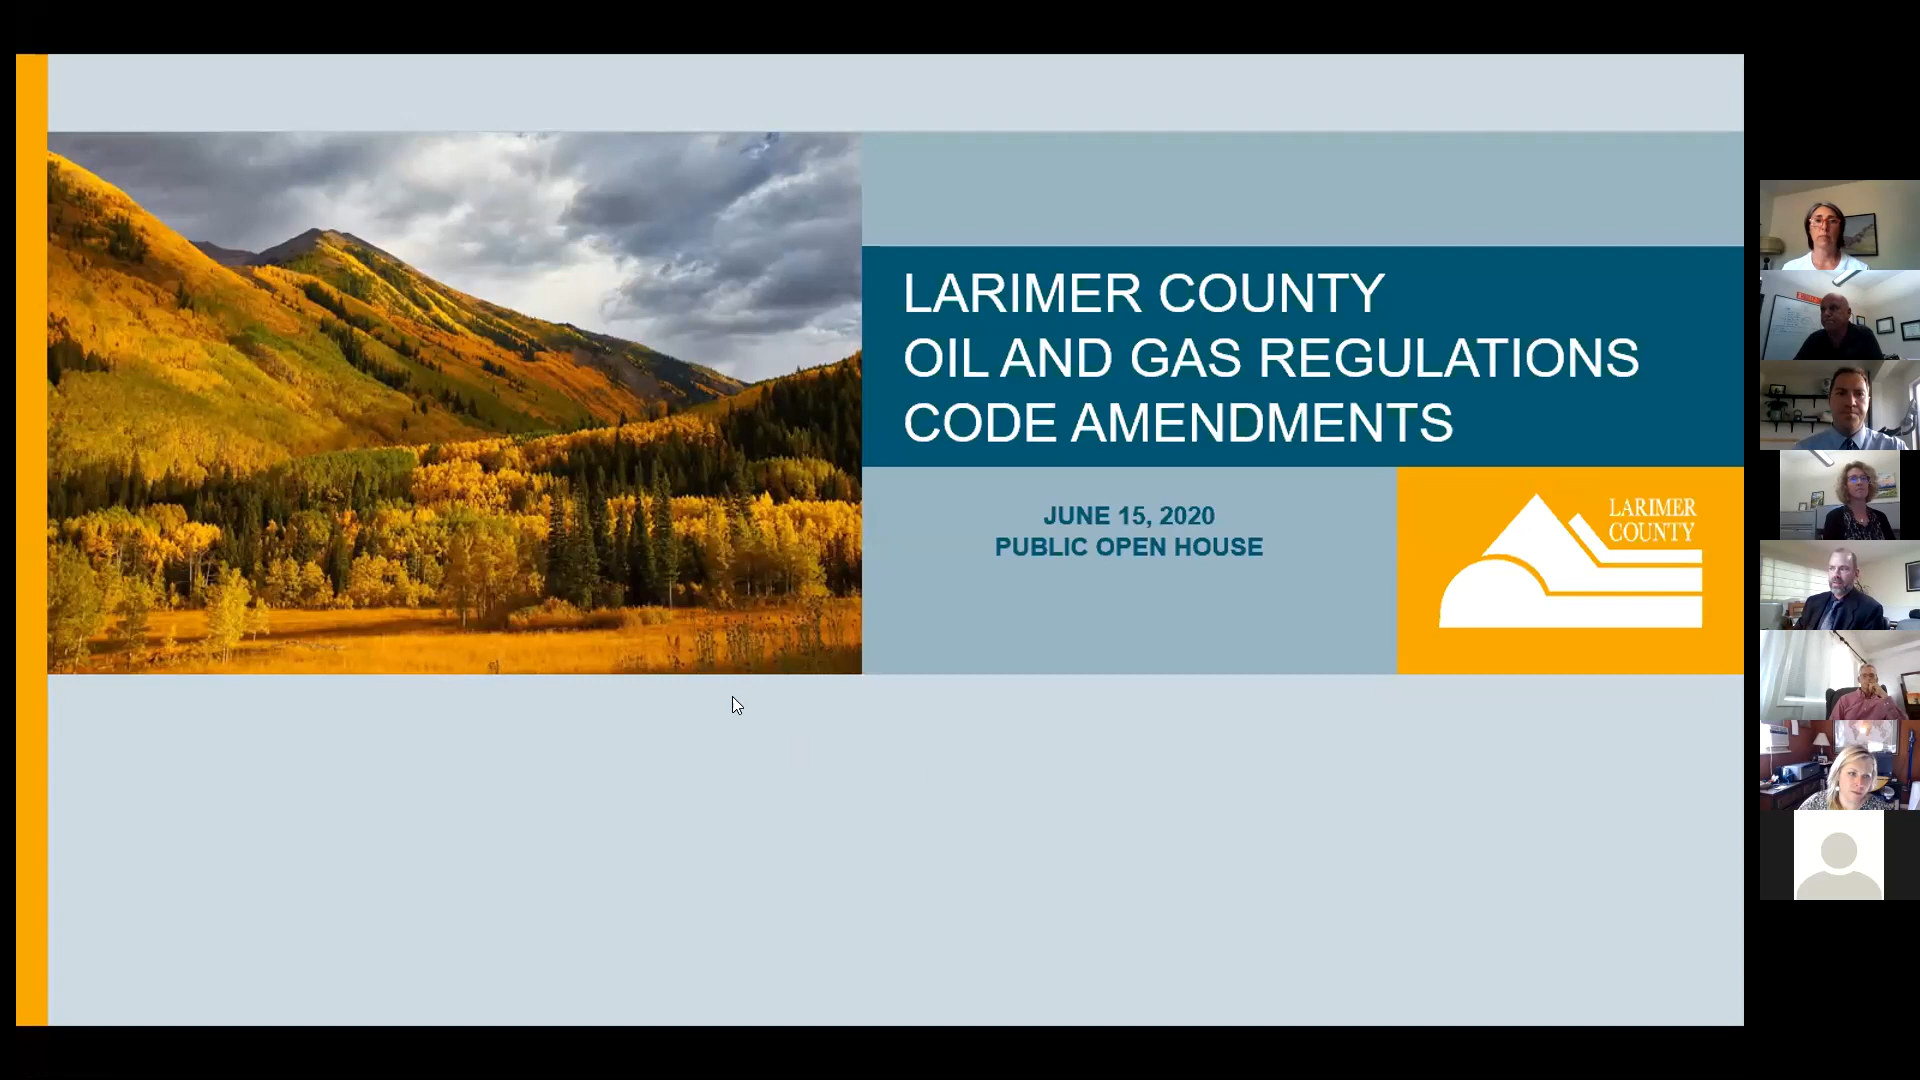 LARIMER COUNTY
OIL AND GAS REGULATIONS
CODE AMENDMENTS
JUNE 15, 2020
PUBLIC OPEN HOUSE
LARIMER
COUNTY